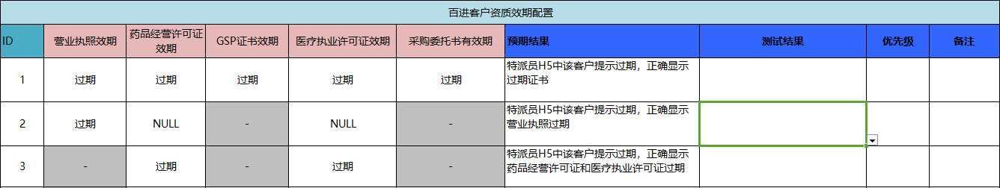 百进客户资质效期配置
ID 营业执照效期 药品经营许可证效期 GSP证书效期 医疗执业许可证效期 采购委托书有效期 预期结果 测试结果 优先级 备注
1 过期 过期 过期 过期 过期 特派员H5中该客户提示过期，正确显示
过期证书
2 过期 NULL - NULL - 特派员H5中该客户提示过期，正确显示
营业执照过期
3 - 过期 - 过期 - 特派员H5中该客户提示过期，正确显示
药品经营许可证和医疗执业许可证过期